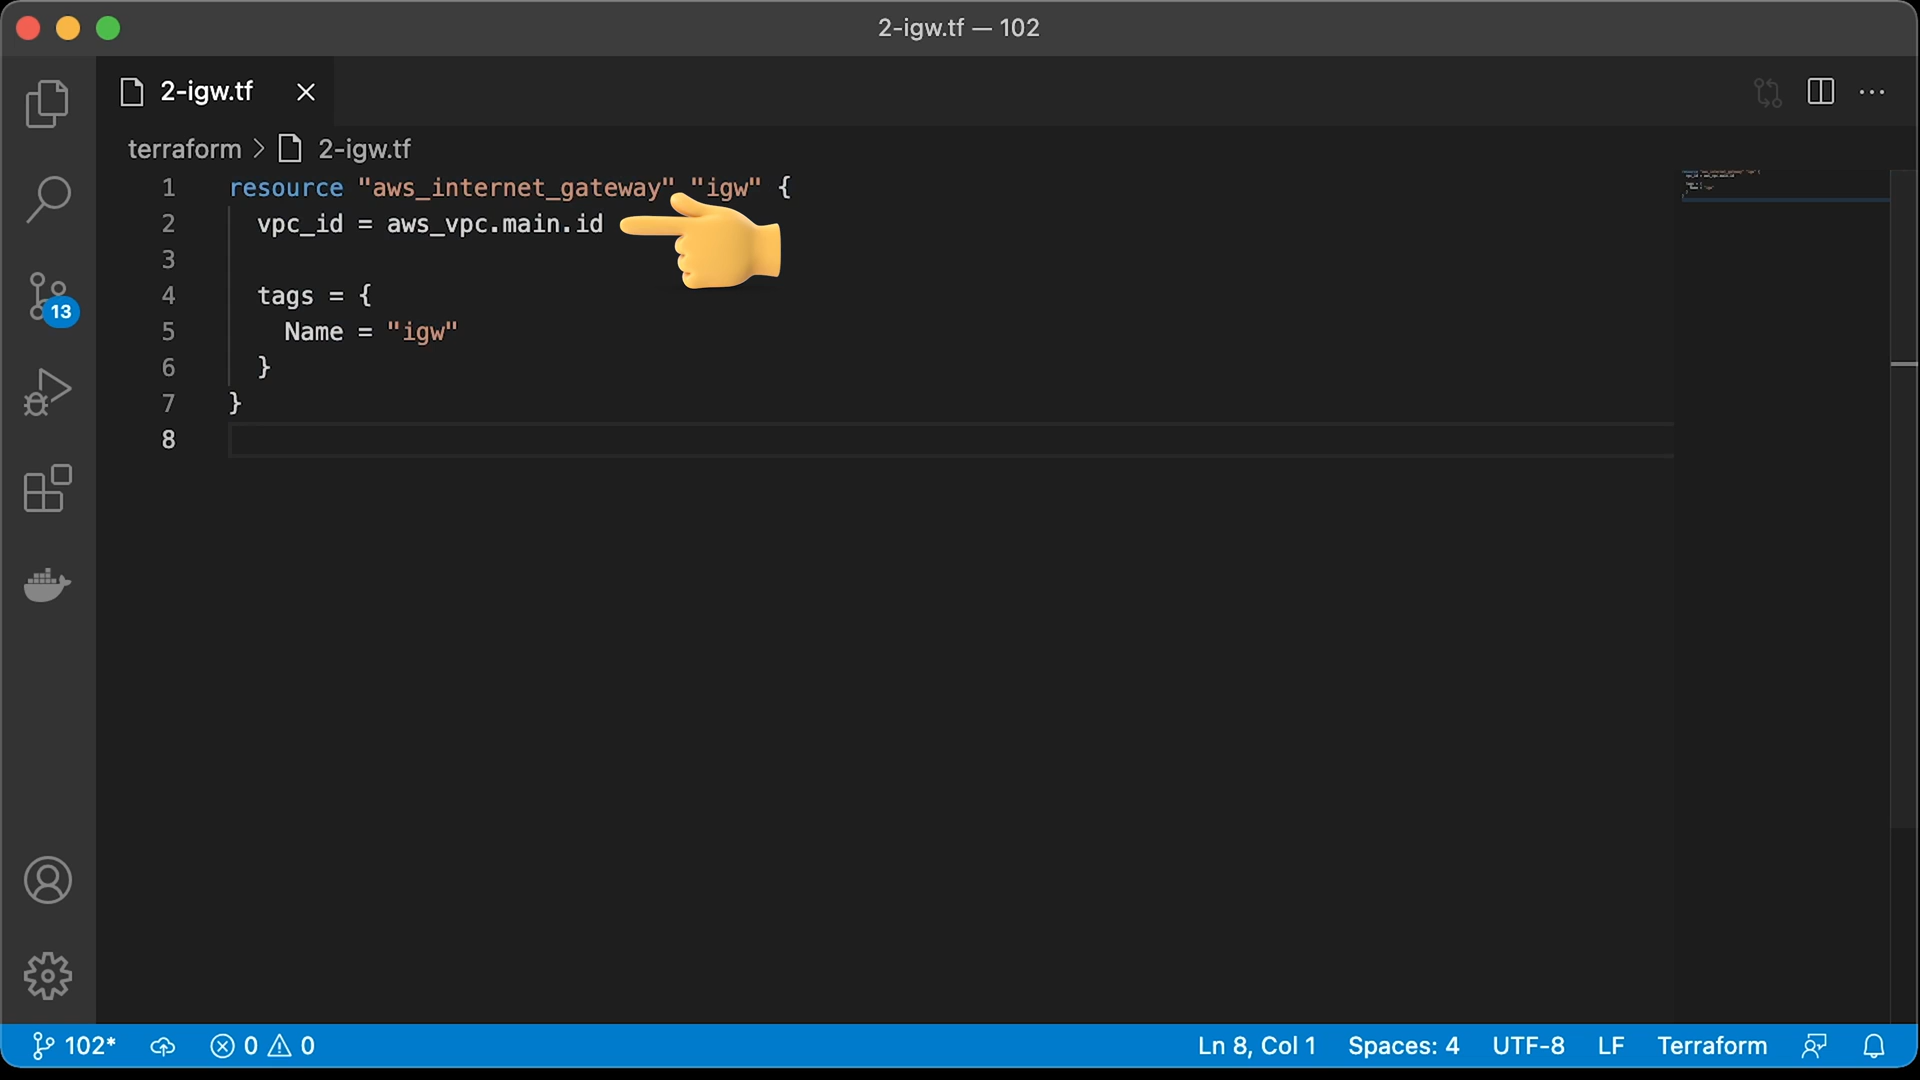 2-igw.tf — 102
2-igw.tf
terraform > 2-igw.tf
1 resource "aws_internet_gateway" "igw" {
2 vpc_id = aws_vpc.main.id
3
4 tags = {
5 Name = "igw"
6 }
7 }
8
13
102* 0 0 Ln 8, Col 1 Spaces: 4 UTF-8 LF Terraform